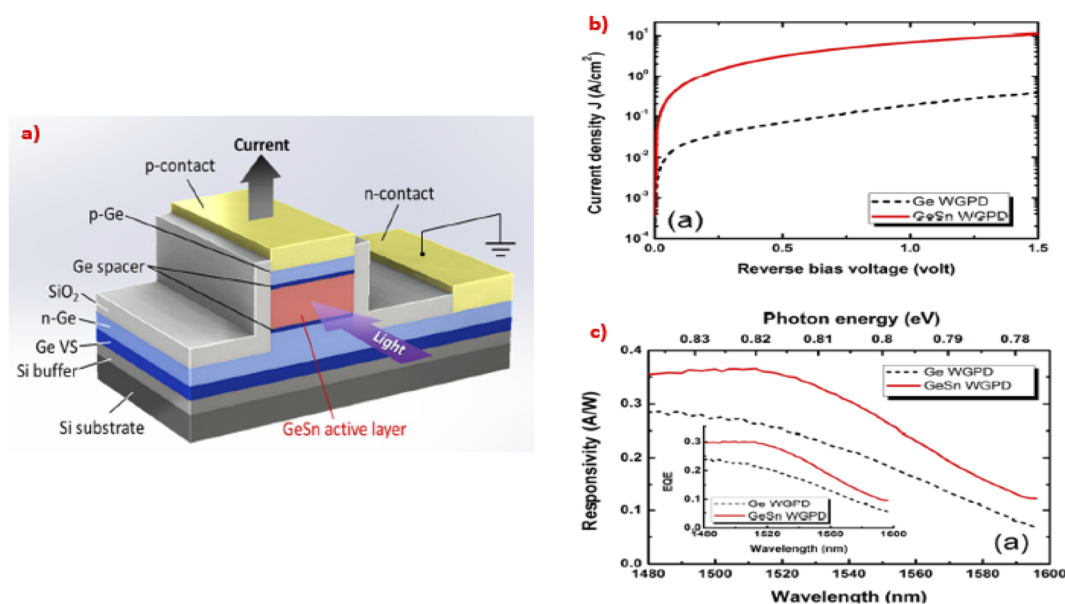 a)
Current
p-contact
n-contact
p-Ge
Ge spacer
SiO₂
n-Ge
Ge VS
Si buffer
Si substrate
Light
GeSn active layer
b)
Current density J (A/cm²)
10¹
10⁰
10⁻¹
10⁻²
10⁻³
10⁻⁴
Ge WGPD
GeSn WGPD
(a)
0.0 0.5 1.0 1.5
Reverse bias voltage (volt)
c)
Photon energy (eV)
0.83 0.82 0.81 0.8 0.79 0.78
Responsivity (A/W)
0.4
0.3
0.2
0.1
0.0
Ge WGPD
GeSn WGPD
EQE
0.3
0.2
0.1
0.0
Ge WGPD
GeSn WGPD
1480 1520 1560 1600
Wavelength (nm)
(a)
1480 1500 1520 1540 1560 1580 1600
Wavelength (nm)